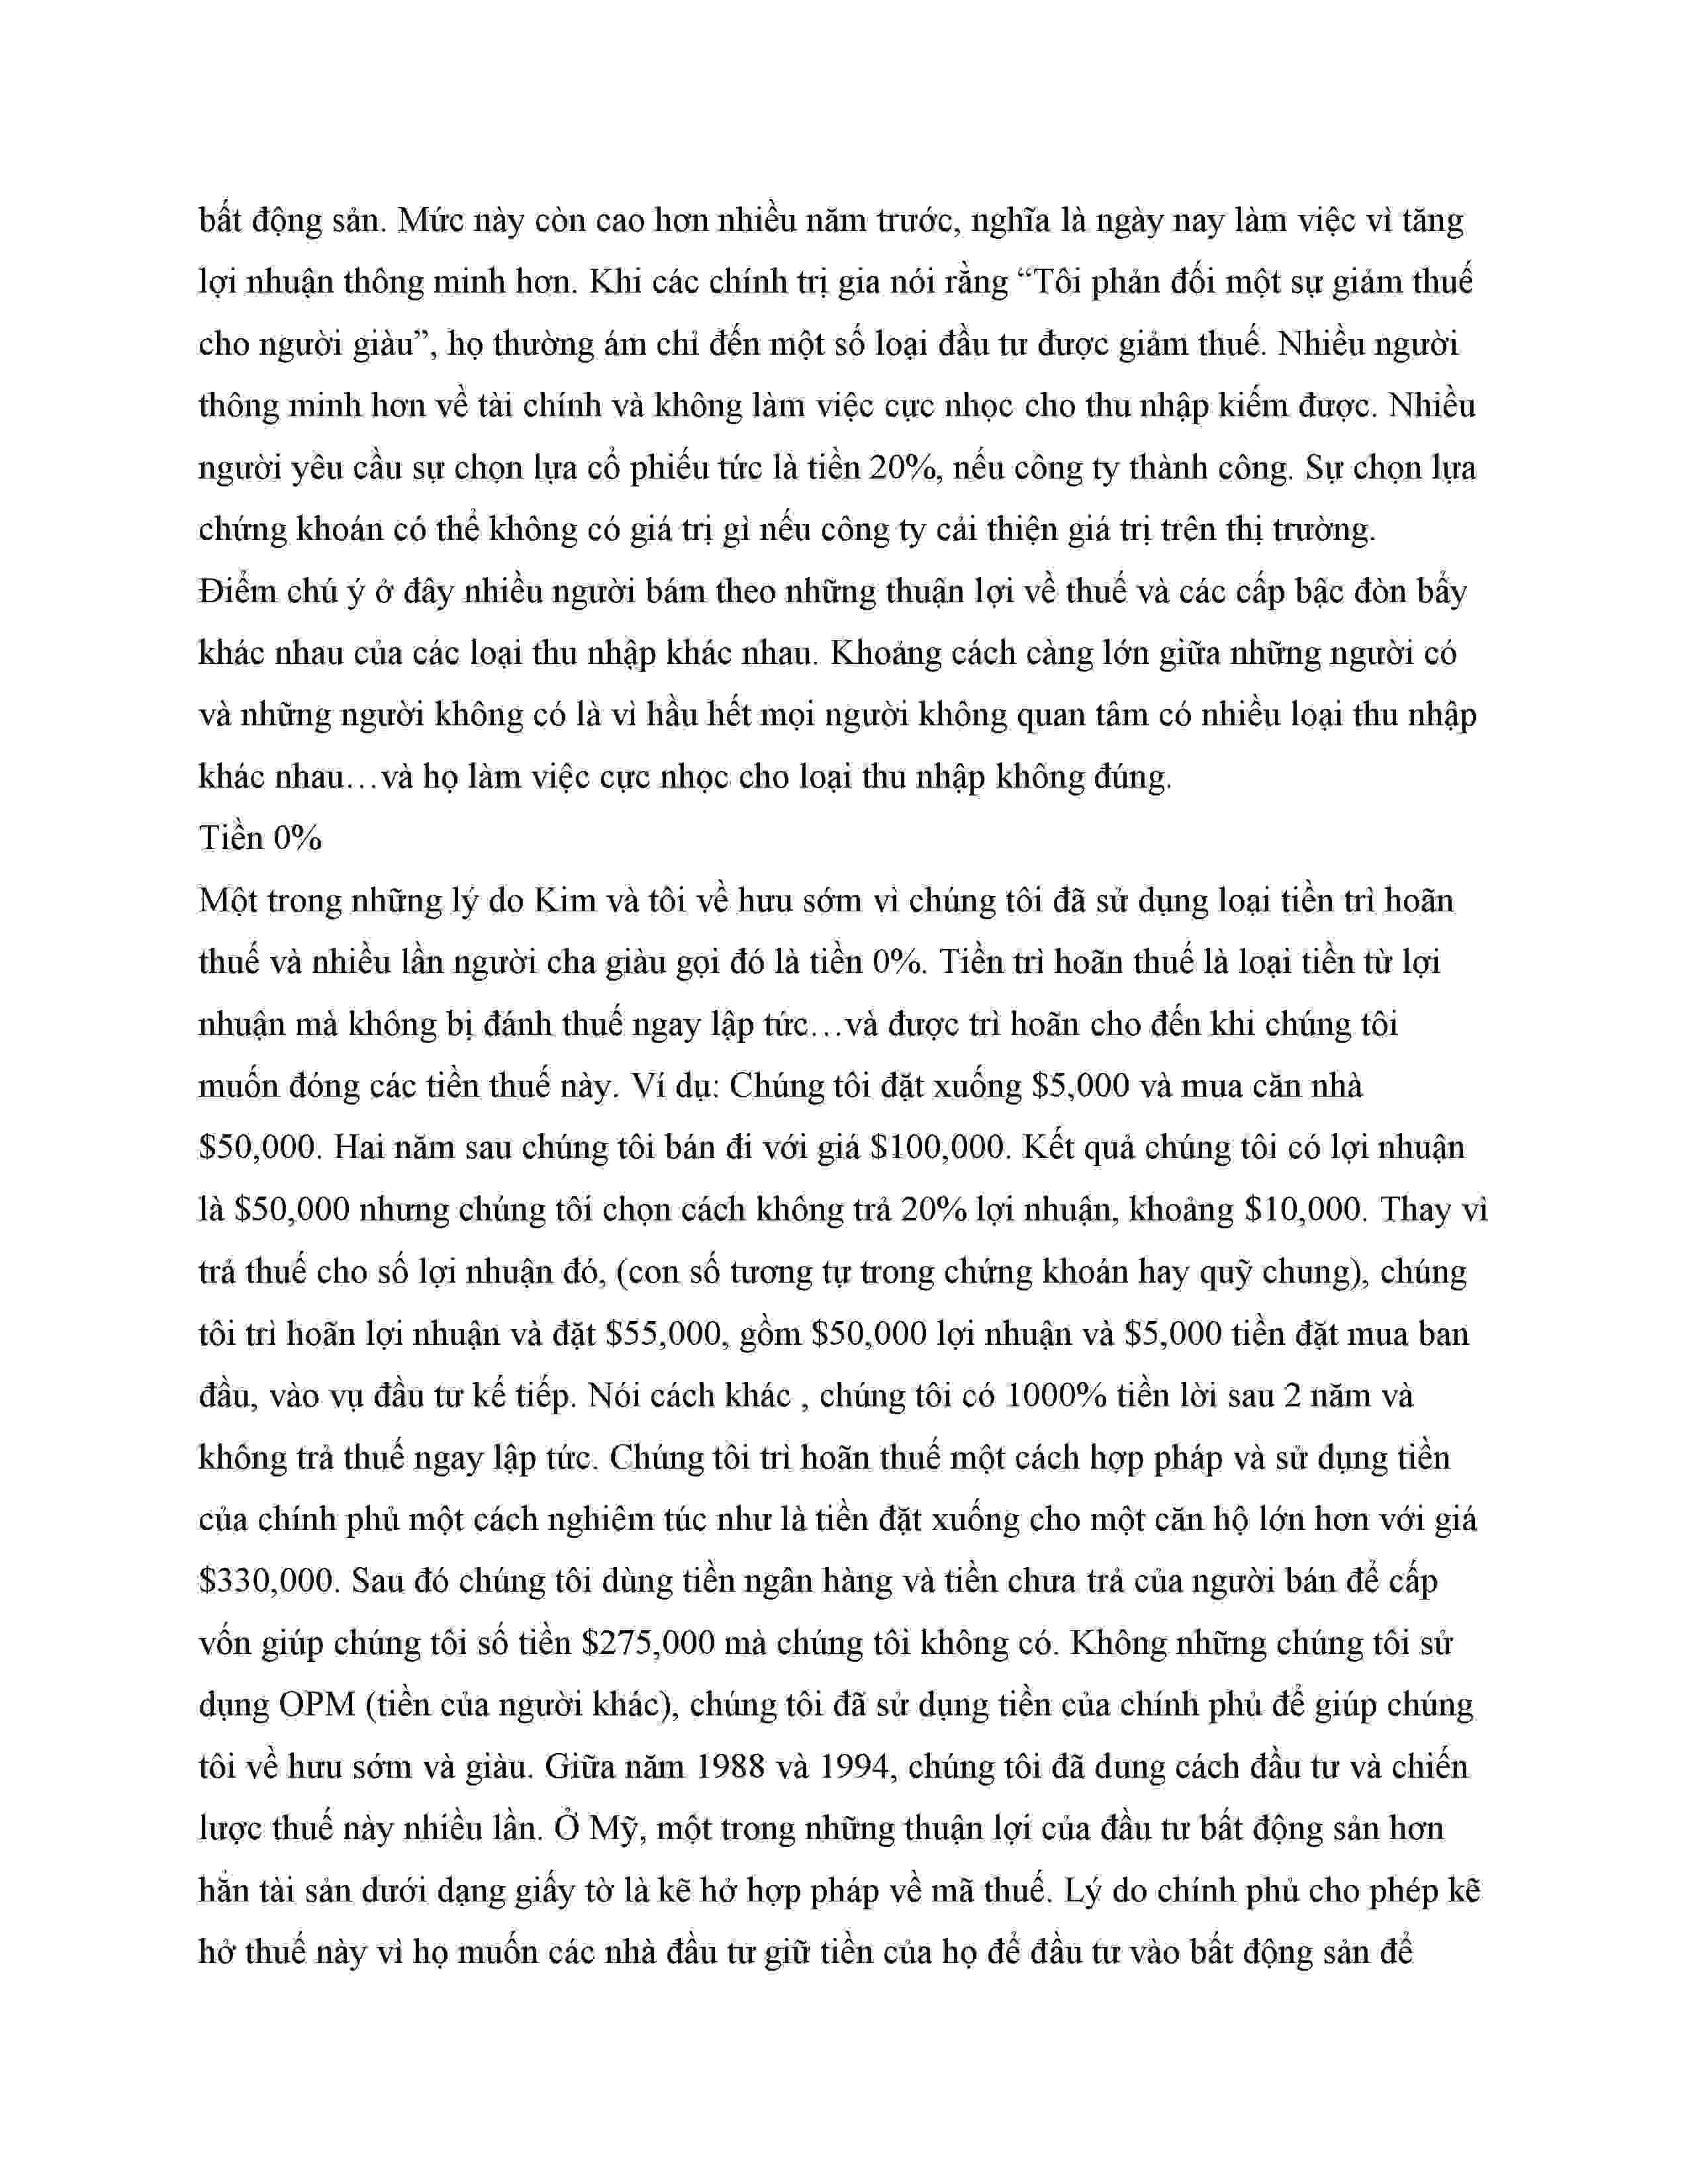 bất động sản. Mức này còn cao hơn nhiều năm trước, nghĩa là ngày nay làm việc vì tăng
lợi nhuận thông minh hơn. Khi các chính trị gia nói rằng “Tôi phản đối một sự giảm thuế
cho người giàu”, họ thường ám chỉ đến một số loại đầu tư được giảm thuế. Nhiều người
thông minh hơn về tài chính và không làm việc cực nhọc cho thu nhập kiếm được. Nhiều
người yêu cầu sự chọn lựa cổ phiếu tức là tiền 20%, nếu công ty thành công. Sự chọn lựa
chứng khoán có thể không có giá trị gì nếu công ty cải thiện giá trị trên thị trường.
Điểm chú ý ở đây nhiều người bám theo những thuận lợi về thuế và các cấp bậc đòn bẩy
khác nhau của các loại thu nhập khác nhau. Khoảng cách càng lớn giữa những người có
và những người không có là vì hầu hết mọi người không quan tâm có nhiều loại thu nhập
khác nhau…và họ làm việc cực nhọc cho loại thu nhập không đúng.
Tiền 0%
Một trong những lý do Kim và tôi về hưu sớm vì chúng tôi đã sử dụng loại tiền trì hoãn
thuế và nhiều lần người cha giàu gọi đó là tiền 0%. Tiền trì hoãn thuế là loại tiền từ lợi
nhuận mà không bị đánh thuế ngay lập tức…và được trì hoãn cho đến khi chúng tôi
muốn đóng các tiền thuế này. Ví dụ: Chúng tôi đặt xuống $5,000 và mua căn nhà
$50,000. Hai năm sau chúng tôi bán đi với giá $100,000. Kết quả chúng tôi có lợi nhuận
là $50,000 nhưng chúng tôi chọn cách không trả 20% lợi nhuận, khoảng $10,000. Thay vì
trả thuế cho số lợi nhuận đó, (con số tương tự trong chứng khoán hay quỹ chung), chúng
tôi trì hoãn lợi nhuận và đặt $55,000, gồm $50,000 lợi nhuận và $5,000 tiền đặt mua ban
đầu, vào vụ đầu tư kế tiếp. Nói cách khác , chúng tôi có 1000% tiền lời sau 2 năm và
không trả thuế ngay lập tức. Chúng tôi trì hoãn thuế một cách hợp pháp và sử dụng tiền
của chính phủ một cách nghiêm túc như là tiền đặt xuống cho một căn hộ lớn hơn với giá
$330,000. Sau đó chúng tôi dùng tiền ngân hàng và tiền chưa trả của người bán để cấp
vốn giúp chúng tôi số tiền $275,000 mà chúng tôi không có. Không những chúng tôi sử
dụng OPM (tiền của người khác), chúng tôi đã sử dụng tiền của chính phủ để giúp chúng
tôi về hưu sớm và giàu. Giữa năm 1988 và 1994, chúng tôi đã dung cách đầu tư và chiến
lược thuế này nhiều lần. Ở Mỹ, một trong những thuận lợi của đầu tư bất động sản hơn
hẳn tài sản dưới dạng giấy tờ là kẽ hở hợp pháp về mã thuế. Lý do chính phủ cho phép kẽ
hở thuế này vì họ muốn các nhà đầu tư giữ tiền của họ để đầu tư vào bất động sản để